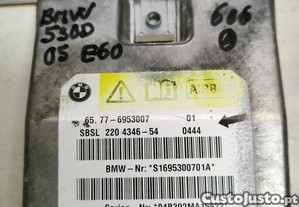 BMW
530D
05 E60
606
65. 77-6953007 01
SBSL 220 4346-54 0444
BMW-Nr: *S1695300701A*
CustoJusto.pt